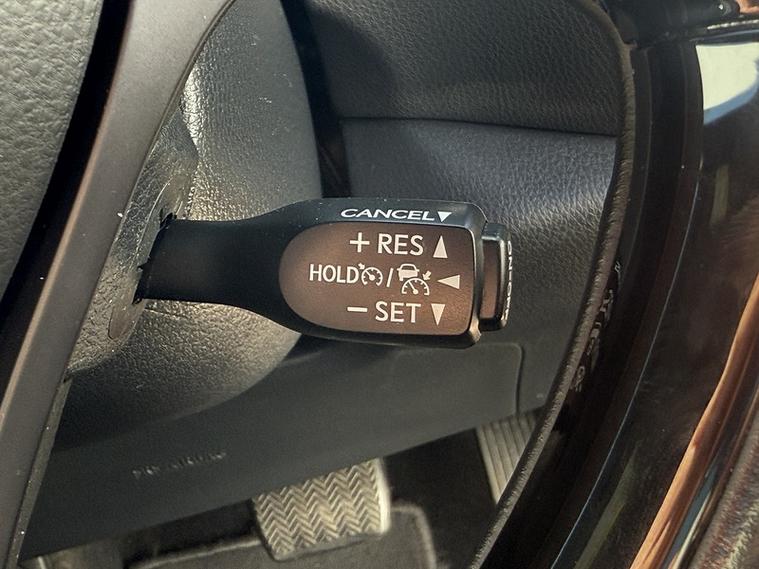 CANCEL▼
+ RES ▲
HOLD / ◀
− SET ▼